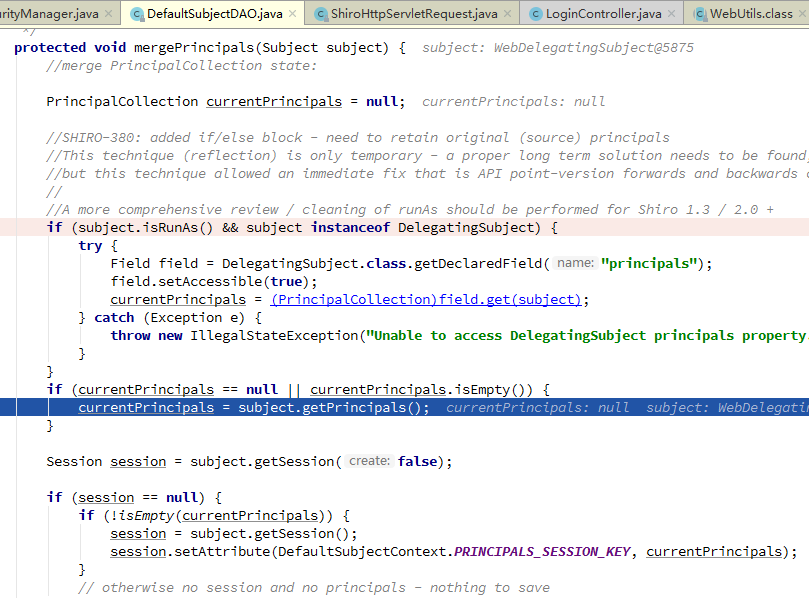 rityManager.java × DefaultSubjectDAO.java × ShiroHttpServletRequest.java × LoginController.java × WebUtils.class ×
*/
protected void mergePrincipals(Subject subject) { subject: WebDelegatingSubject@5875
//merge PrincipalCollection state:
PrincipalCollection currentPrincipals = null; currentPrincipals: null
//SHIRO-380: added if/else block - need to retain original (source) principals
//This technique (reflection) is only temporary - a proper long term solution needs to be found,
//but this technique allowed an immediate fix that is API point-version forwards and backwards
//
//A more comprehensive review / cleaning of runAs should be performed for Shiro 1.3 / 2.0 +
if (subject.isRunAs() && subject instanceof DelegatingSubject) {
try {
Field field = DelegatingSubject.class.getDeclaredField( name: "principals");
field.setAccessible(true);
currentPrincipals = (PrincipalCollection)field.get(subject);
} catch (Exception e) {
throw new IllegalStateException("Unable to access DelegatingSubject principals property.
}
}
if (currentPrincipals == null || currentPrincipals.isEmpty()) {
currentPrincipals = subject.getPrincipals(); currentPrincipals: null subject: WebDelegatin
}
Session session = subject.getSession( create: false);
if (session == null) {
if (!isEmpty(currentPrincipals)) {
session = subject.getSession();
session.setAttribute(DefaultSubjectContext.PRINCIPALS_SESSION_KEY, currentPrincipals);
}
// otherwise no session and no principals - nothing to save